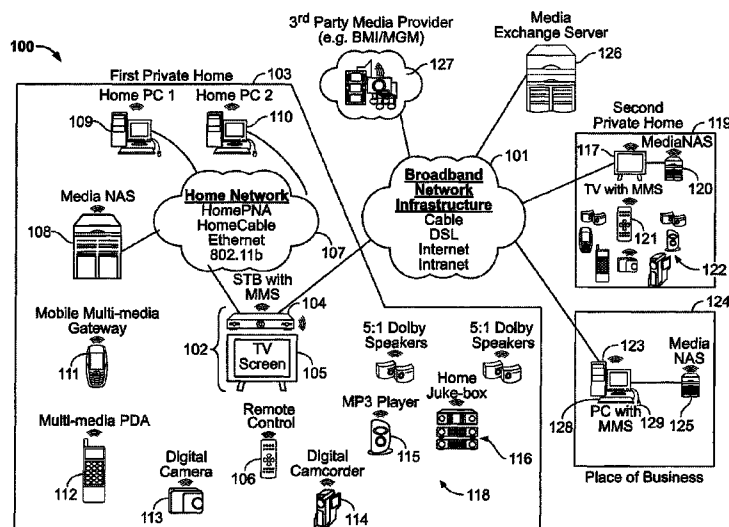 100
3rd Party Media Provider
(e.g. BMI/MGM)
127
Media
Exchange Server
126
First Private Home
103
Home PC 1
109
Home PC 2
110
Second
Private Home
119
117
MediaNAS
120
TV with MMS
121
122
101
Broadband
Network
Infrastructure
Cable
DSL
Internet
Intranet
Media NAS
108
Home Network
HomePNA
HomeCable
Ethernet
802.11b
107
STB with
MMS
104
102
TV
Screen
105
Mobile Multi-media
Gateway
111
5:1 Dolby
Speakers
5:1 Dolby
Speakers
Home
Juke-box
116
MP3 Player
115
118
Multi-media PDA
112
Remote
Control
106
Digital
Camera
113
Digital
Camcorder
114
124
123
Media
NAS
125
128
129
PC with
MMS
Place of Business